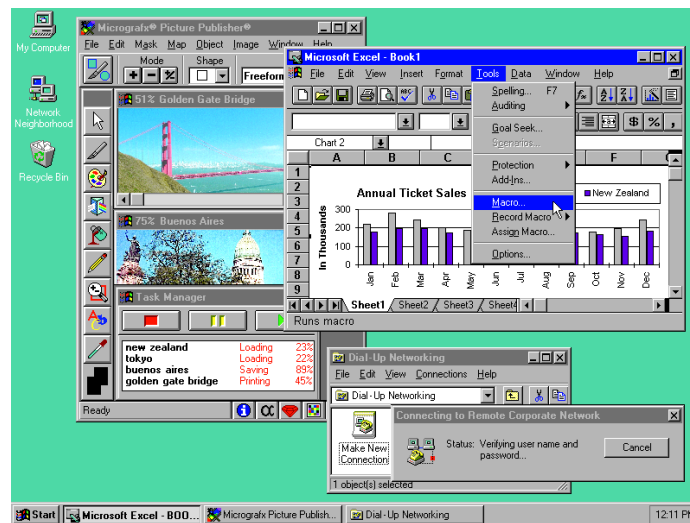 My Computer
Network
Neighborhood
Recycle Bin
Micrografx® Picture Publisher®
File Edit Mask Map Object Image Window Help
Mode
Shape
Freeform
51% Golden Gate Bridge
75% Buenos Aires
Task Manager
new zealand Loading 23%
tokyo Loading 22%
buenos aires Saving 89%
golden gate bridge Printing 45%
Ready
Microsoft Excel - Book1
File Edit View Insert Format Tools Data Window Help
Spelling... F7
Auditing
Goal Seek...
Scenarios...
Protection
Add-Ins...
Macro...
Record Macro
Assign Macro...
Options...
$ % ,
Chart 2
A B C F
1
2
3
4
5
6
7
8
9
Annual Ticket Sales
New Zealand
In Thousands
300
200
100
0
Jan Feb Mar Apr May Jun Jul Aug Sep Oct Nov Dec
Sheet1 Sheet2 Sheet3 Sheet4
Runs macro
Dial-Up Networking
File Edit View Connections Help
Dial-Up Networking
Make New
Connection
1 object(s) selected
Connecting to Remote Corporate Network
Status: Verifying user name and
password...
Cancel
Start
Microsoft Excel - BOO...
Micrografx Picture Publish...
Dial-Up Networking
12:11 PM